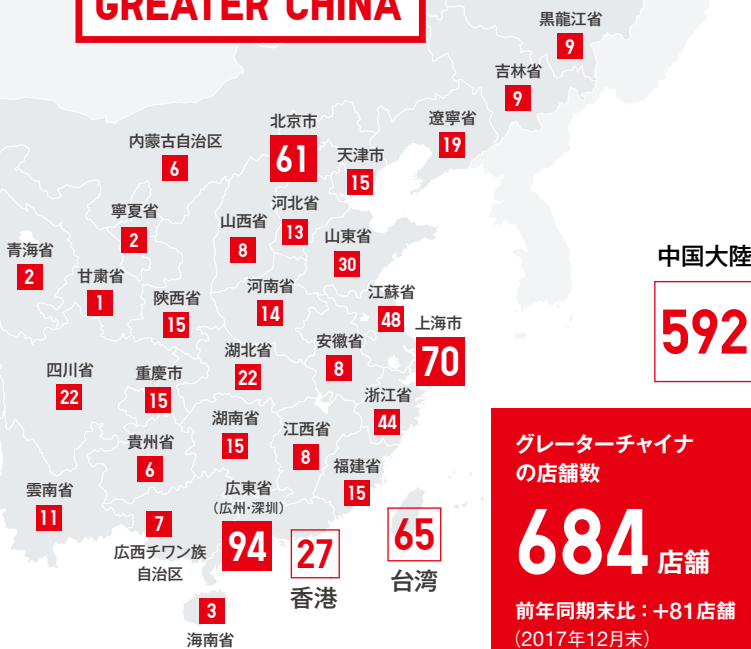 GREATER CHINA
黒龍江省
9
吉林省
9
遼寧省
19
北京市
61
内蒙古自治区
6
天津市
15
河北省
13
寧夏省
2
山西省
8
山東省
30
青海省
2
甘粛省
1
陝西省
15
河南省
14
江蘇省
48
上海市
70
中国大陸
592
安徽省
8
湖北省
22
四川省
22
重慶市
15
浙江省
44
湖南省
15
江西省
8
貴州省
6
福建省
15
雲南省
11
7
広西チワン族
自治区
広東省
(広州・深圳)
94
27
香港
65
台湾
3
海南省
グレーターチャイナ
の店舗数
684店舗
前年同期末比：+81店舗
(2017年12月末)